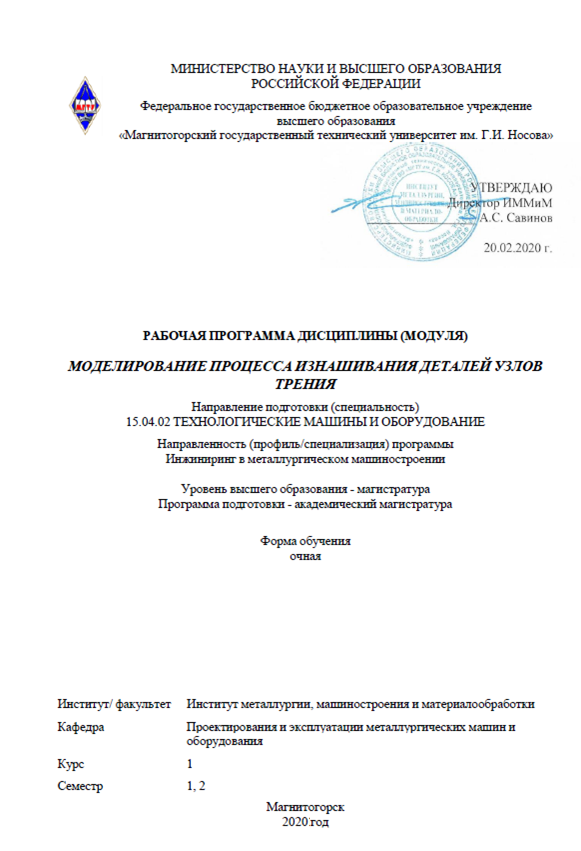 МИНИСТЕРСТВО НАУКИ И ВЫСШЕГО ОБРАЗОВАНИЯ
РОССИЙСКОЙ ФЕДЕРАЦИИ
Федеральное государственное бюджетное образовательное учреждение
высшего образования
«Магнитогорский государственный технический университет им. Г.И. Носова»
УТВЕРЖДАЮ
Директор ИММиМ
А.С. Савинов
20.02.2020 г.
ИНСТИТУТ
МЕТАЛЛУРГИИ,
И МАТЕРИАЛО-
ОБРАБОТКИ
РАБОЧАЯ ПРОГРАММА ДИСЦИПЛИНЫ (МОДУЛЯ)
МОДЕЛИРОВАНИЕ ПРОЦЕССА ИЗНАШИВАНИЯ ДЕТАЛЕЙ УЗЛОВ
ТРЕНИЯ
Направление подготовки (специальность)
15.04.02 ТЕХНОЛОГИЧЕСКИЕ МАШИНЫ И ОБОРУДОВАНИЕ
Направленность (профиль/специализация) программы
Инжиниринг в металлургическом машиностроении
Уровень высшего образования - магистратура
Программа подготовки - академический магистратура
Форма обучения
очная
Институт/ факультет Институт металлургии, машиностроения и материалообработки
Кафедра Проектирования и эксплуатации металлургических машин и
оборудования
Курс 1
Семестр 1, 2
Магнитогорск
2020 год